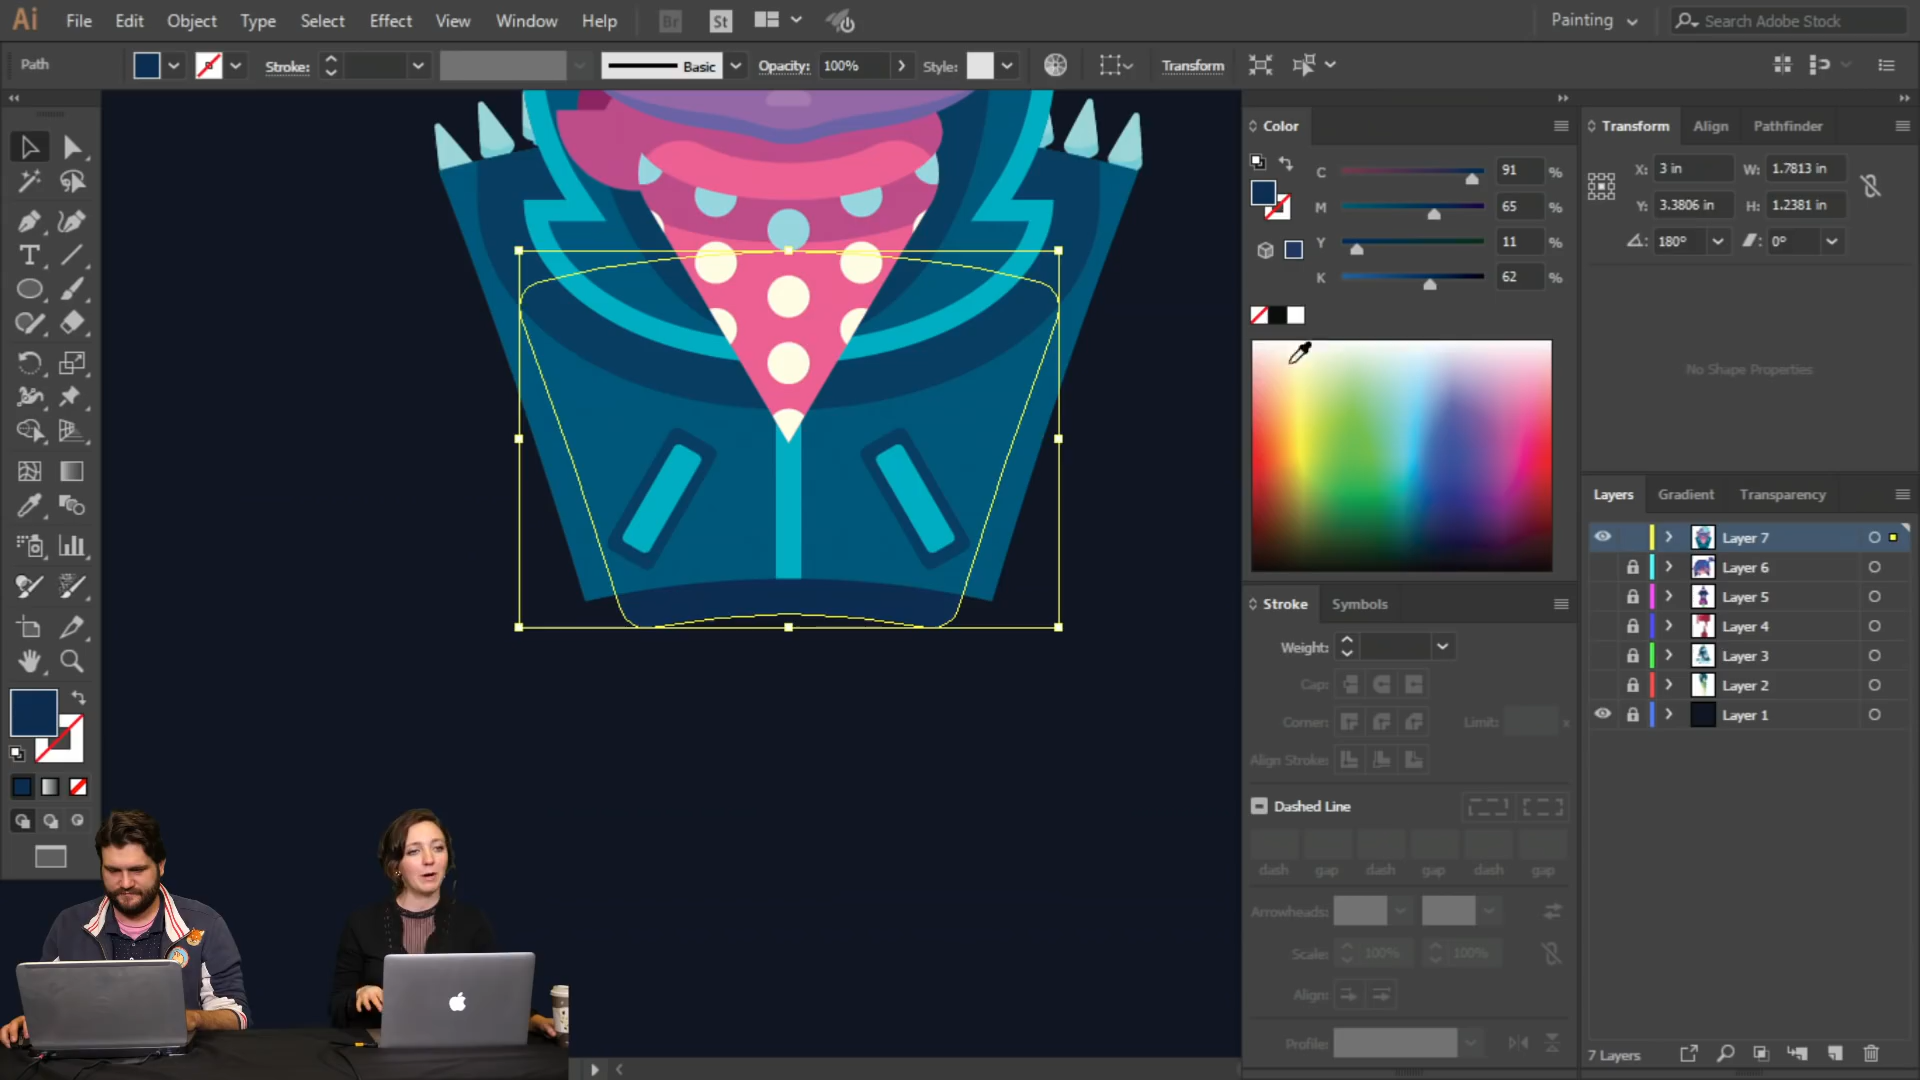 Ai File Edit Object Type Select Effect View Window Help Br St Painting Search Adobe Stock
Path Stroke: Basic Opacity: 100% Style: Transform
Color
C 91 %
M 65 %
Y 11 %
K 62 %
Transform Align Pathfinder
X: 3 in W: 1.7813 in
Y: 3.3806 in H: 1.2381 in
180° 0°
No Shape Properties
Layers Gradient Transparency
Layer 7
Layer 6
Layer 5
Layer 4
Layer 3
Layer 2
Layer 1
7 Layers
Stroke Symbols
Weight:
Cap:
Corner: Limit: x
Align Stroke:
Dashed Line
dash gap dash gap dash gap
Arrowheads:
Scale: 100% 100%
Align:
Profile: